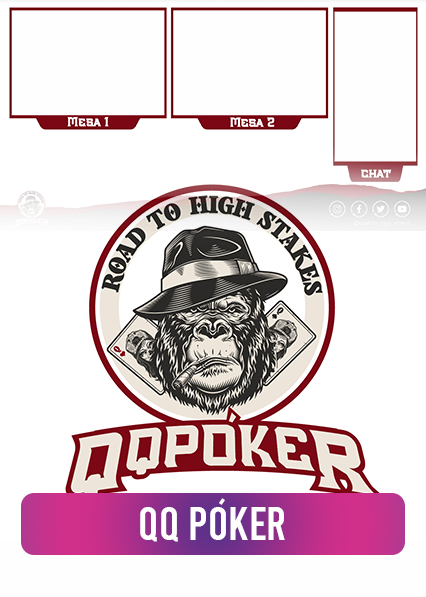 Mesa 1
Mesa 2
CHAT
ROAD TO HIGH STAKES
Q
QQPÓKER
QQ PÓKER